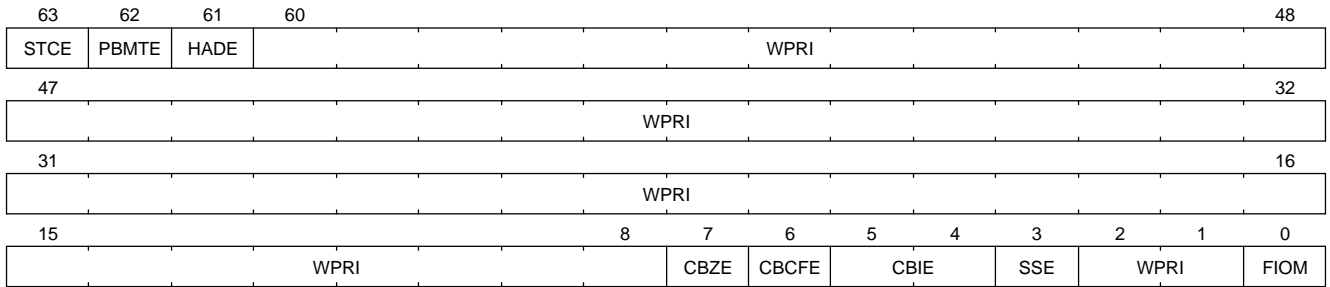 63 62 61 60 48
STCE PBMTE HADE WPRI
47 32
WPRI
31 16
WPRI
15 8 7 6 5 4 3 2 1 0
WPRI CBZE CBCFE CBIE SSE WPRI FIOM